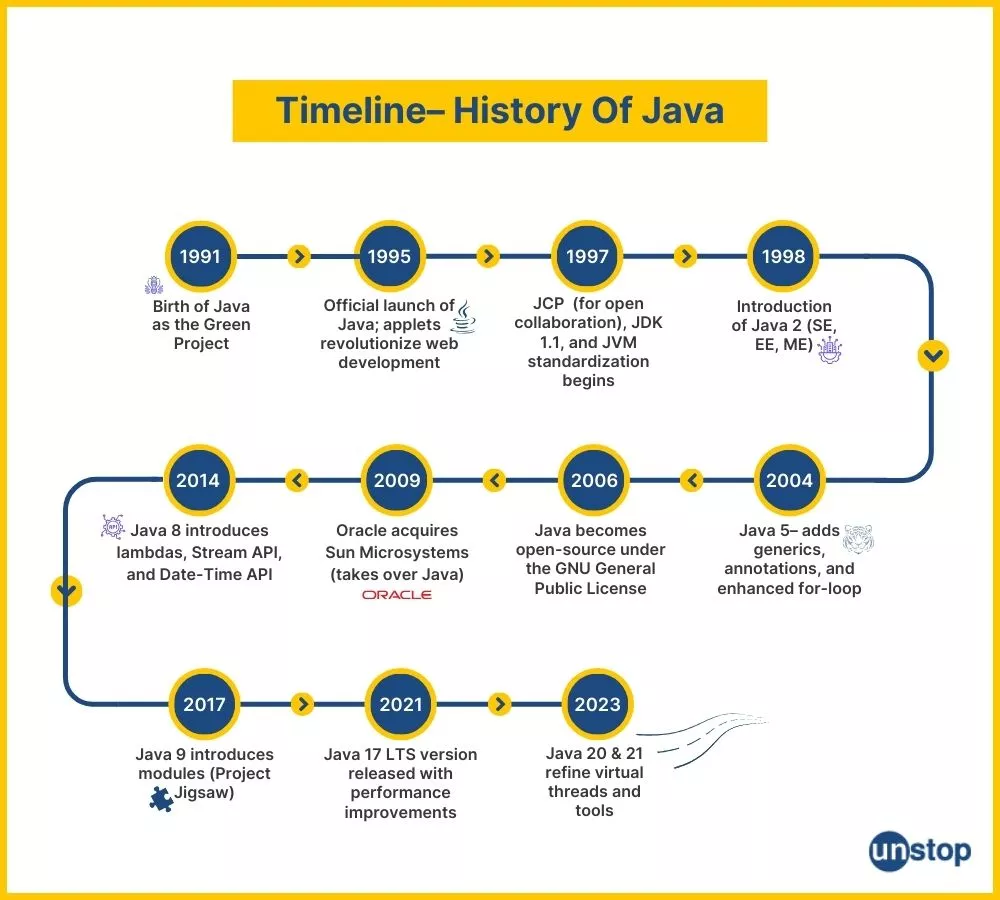 Timeline– History Of Java
1991
Birth of Java
as the Green
Project
1995
Official launch of
Java; applets
revolutionize web
development
1997
JCP (for open
collaboration), JDK
1.1, and JVM
standardization
begins
1998
Introduction
of Java 2 (SE,
EE, ME)
2004
Java 5– adds
generics,
annotations, and
enhanced for-loop
2006
Java becomes
open-source under
the GNU General
Public License
2009
Oracle acquires
Sun Microsystems
(takes over Java)
ORACLE
2014
API
Java 8 introduces
lambdas, Stream API,
and Date-Time API
2017
Java 9 introduces
modules (Project
Jigsaw)
2021
Java 17 LTS version
released with
performance
improvements
2023
Java 20 & 21
refine virtual
threads and
tools
unstop